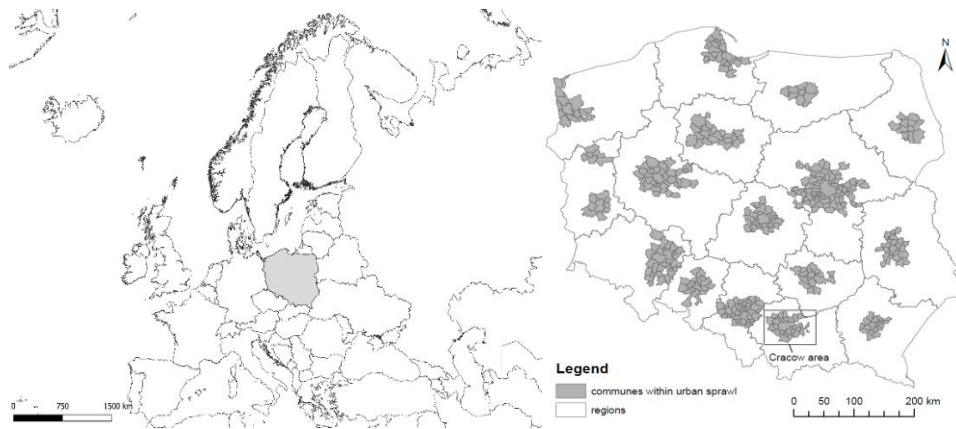 N
Cracow area
Legend
communes within urban sprawl
regions
0 750 1500 km
0 50 100 200 km